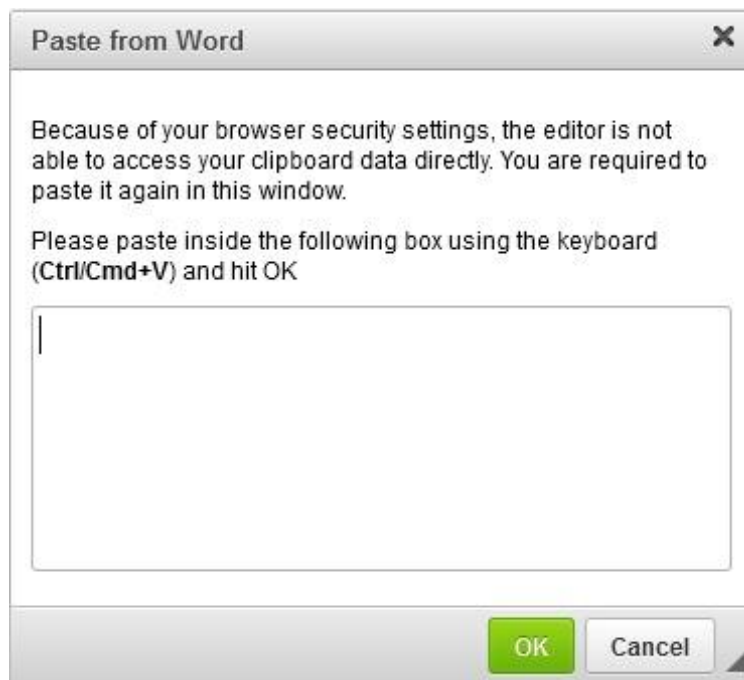 Paste from Word
Because of your browser security settings, the editor is not
able to access your clipboard data directly. You are required to
paste it again in this window.
Please paste inside the following box using the keyboard
(Ctrl/Cmd+V) and hit OK
OK Cancel